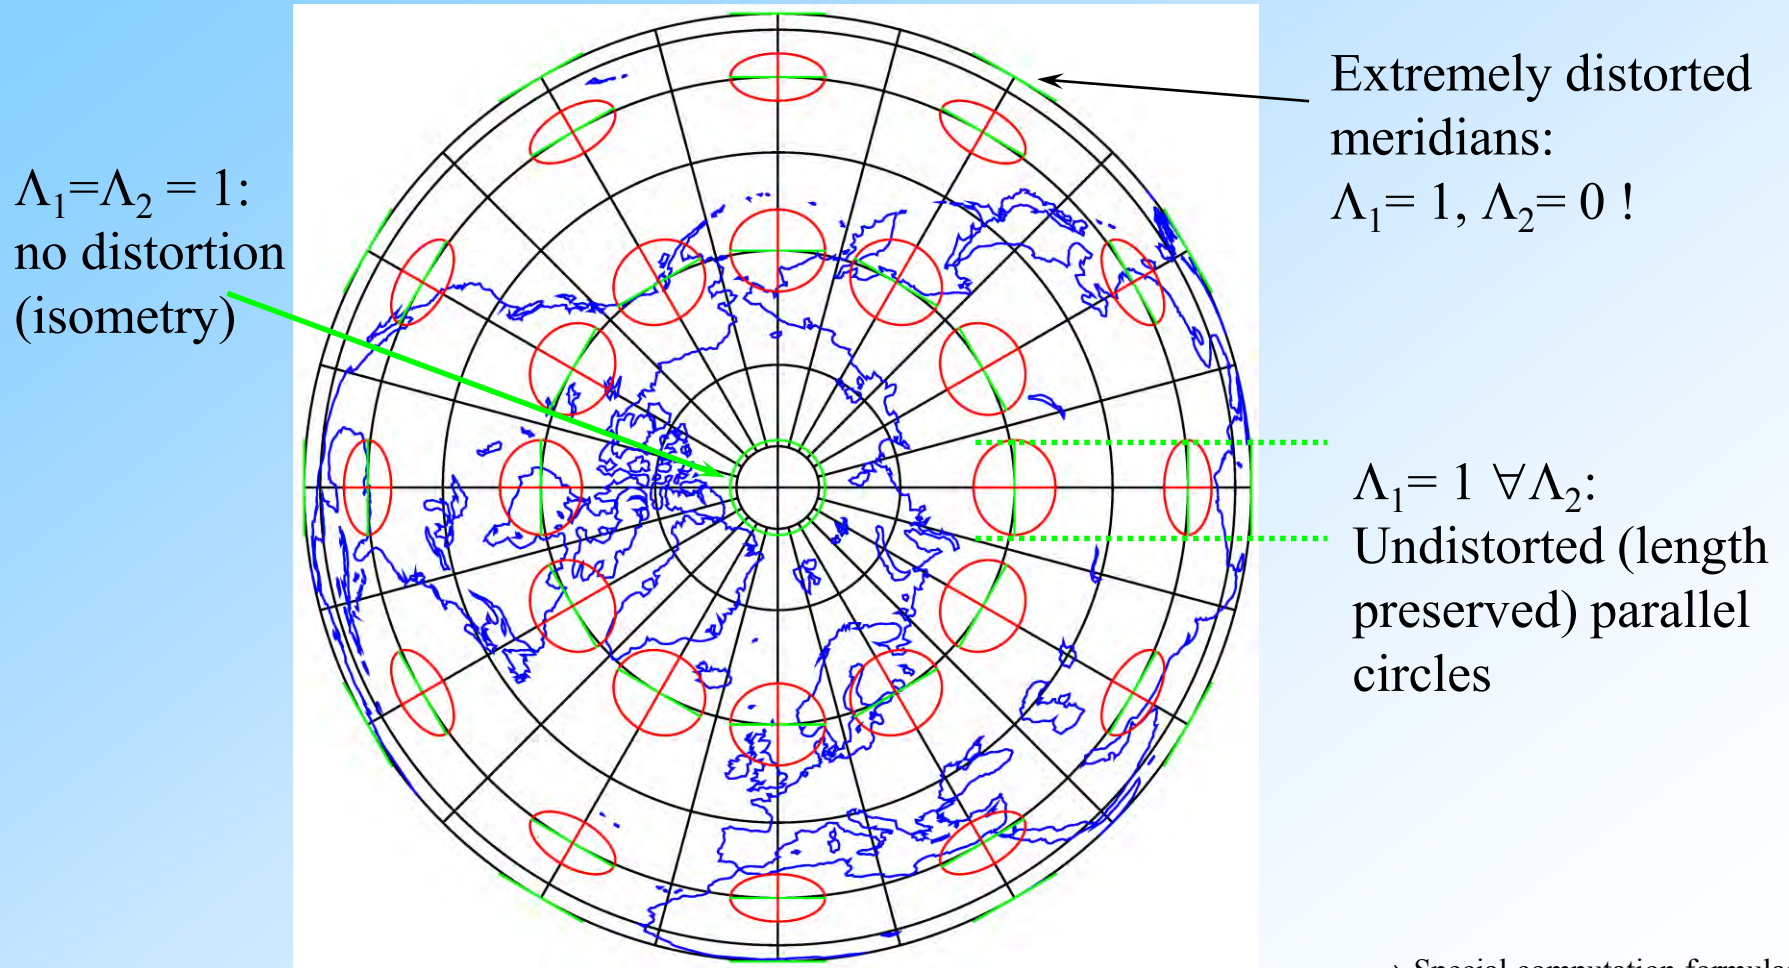 Λ₁=Λ₂ = 1:
no distortion
(isometry)
Extremely distorted
meridians:
Λ₁= 1, Λ₂= 0 !
Λ₁= 1 ∀Λ₂:
Undistorted (length
preserved) parallel
circles